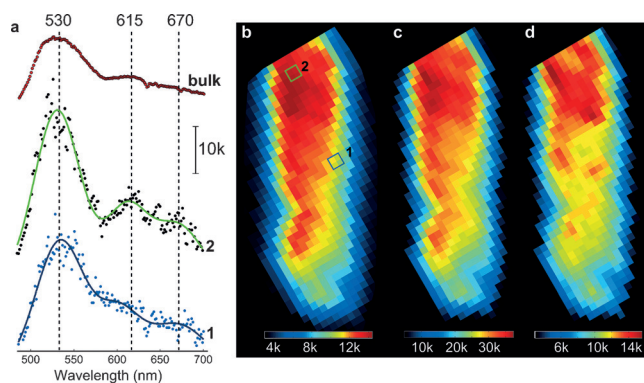 530 615 670
a
bulk
10k
2
1
500 550 600 650 700
Wavelength (nm)
b
2
1
4k 8k 12k
c
10k 20k 30k
d
6k 10k 14k